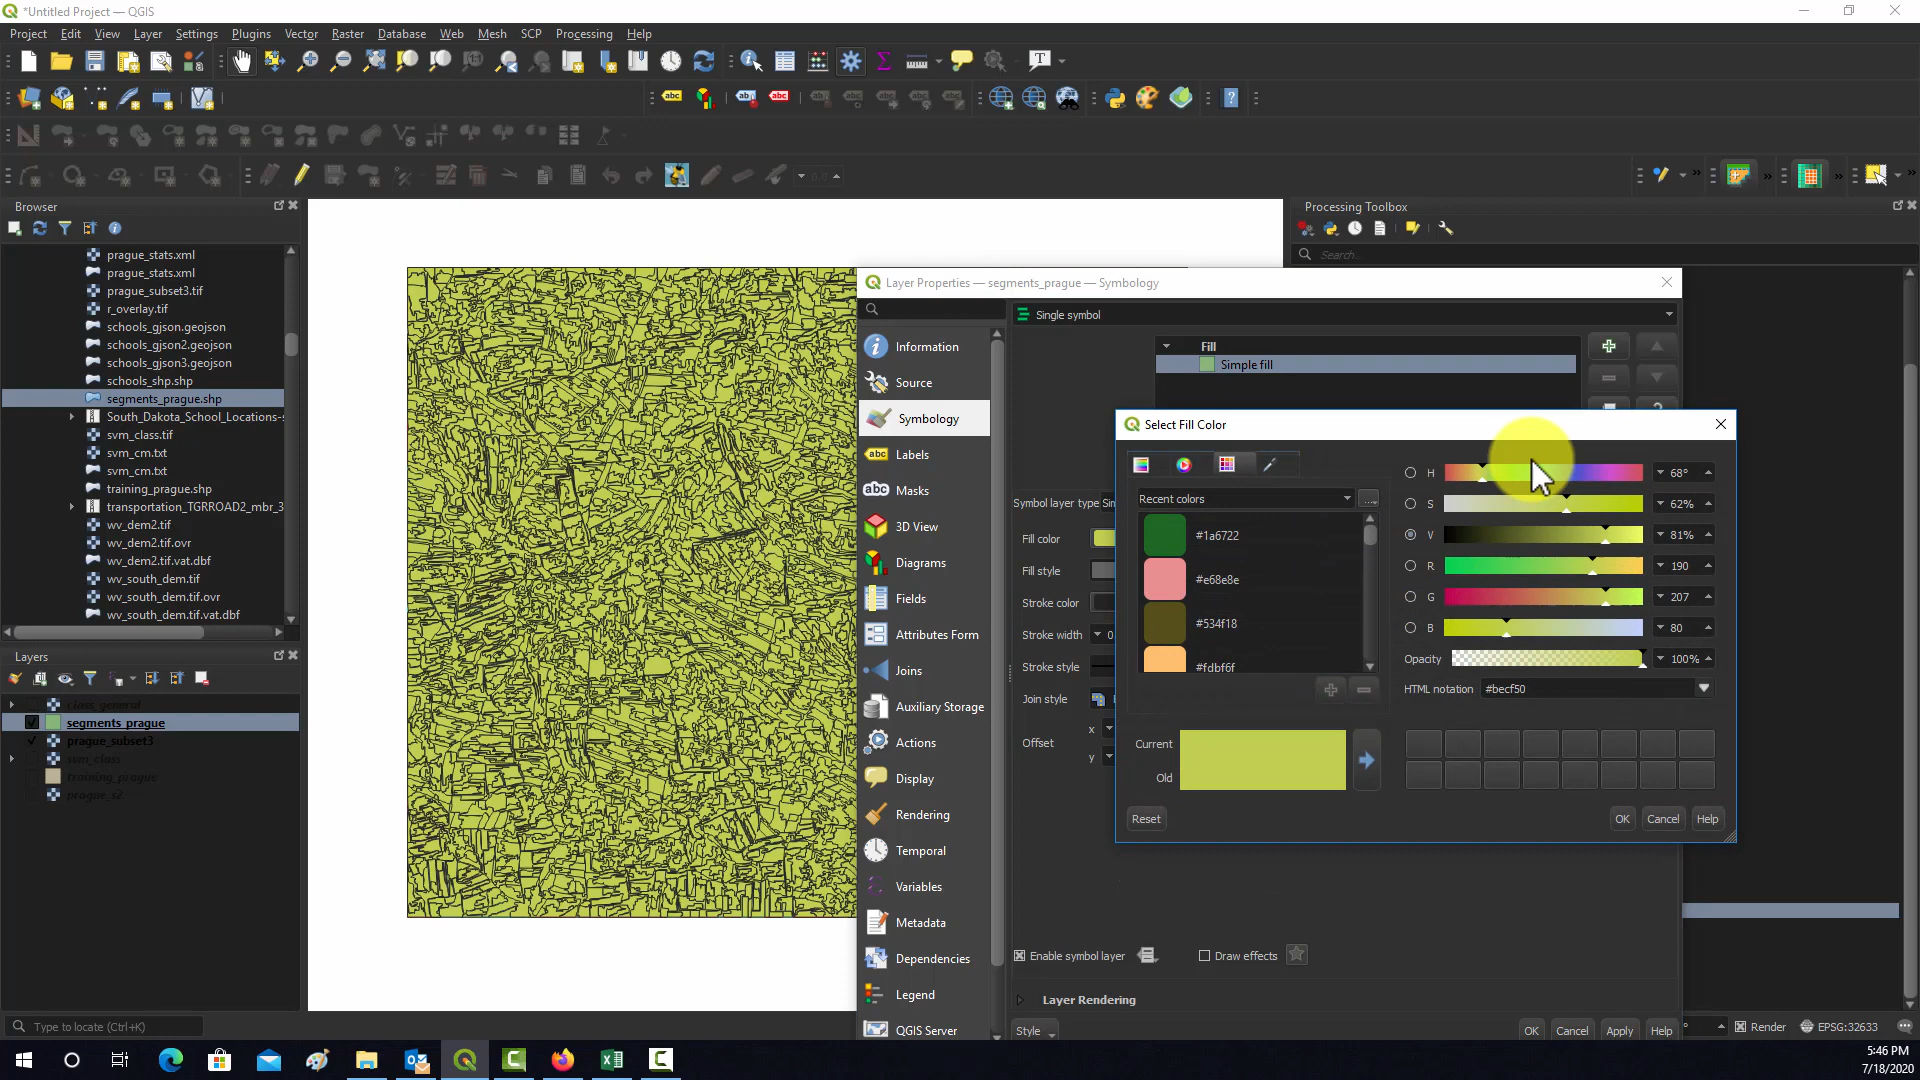 *Untitled Project — QGIS
Project Edit View Layer Settings Plugins Vector Raster Database Web Mesh SCP Processing Help
Browser
prague_stats.xml
prague_stats.xml
prague_subset3.tif
r_overlay.tif
schools_gjson.geojson
schools_gjson2.geojson
schools_gjson3.geojson
schools_shp.shp
segments_prague.shp
South_Dakota_School_Locations-s
svm_class.tif
svm_cm.txt
svm_cm.txt
training_prague.shp
transportation_TGRROAD2_mbr_3
wv_dem2.tif
wv_dem2.tif.ovr
wv_dem2.tif.vat.dbf
wv_south_dem.tif
wv_south_dem.tif.ovr
wv_south_dem.tif.vat.dbf
Layers
class_general
segments_prague
prague_subset3
svm_class
training_prague
prague_s2
Type to locate (Ctrl+K)
Processing Toolbox
Search...
Layer Properties — segments_prague — Symbology
Information
Source
Symbology
Labels
Masks
3D View
Diagrams
Fields
Attributes Form
Joins
Auxiliary Storage
Actions
Display
Rendering
Temporal
Variables
Metadata
Dependencies
Legend
QGIS Server
Single symbol
Fill
Simple fill
Symbol layer type
Fill color
Fill style
Stroke color
Stroke width 0.
Stroke style
Join style
Offset
x
y
Enable symbol layer Draw effects
Layer Rendering
Style OK Cancel Apply Help
Select Fill Color
Recent colors
#1a6722
#e68e8e
#534f18
#fdbf6f
H 68°
S 62%
V 81%
R 190
G 207
B 80
Opacity 100%
HTML notation #becf50
Current
Old
Reset OK Cancel Help
Render EPSG:32633
5:46 PM
7/18/2020